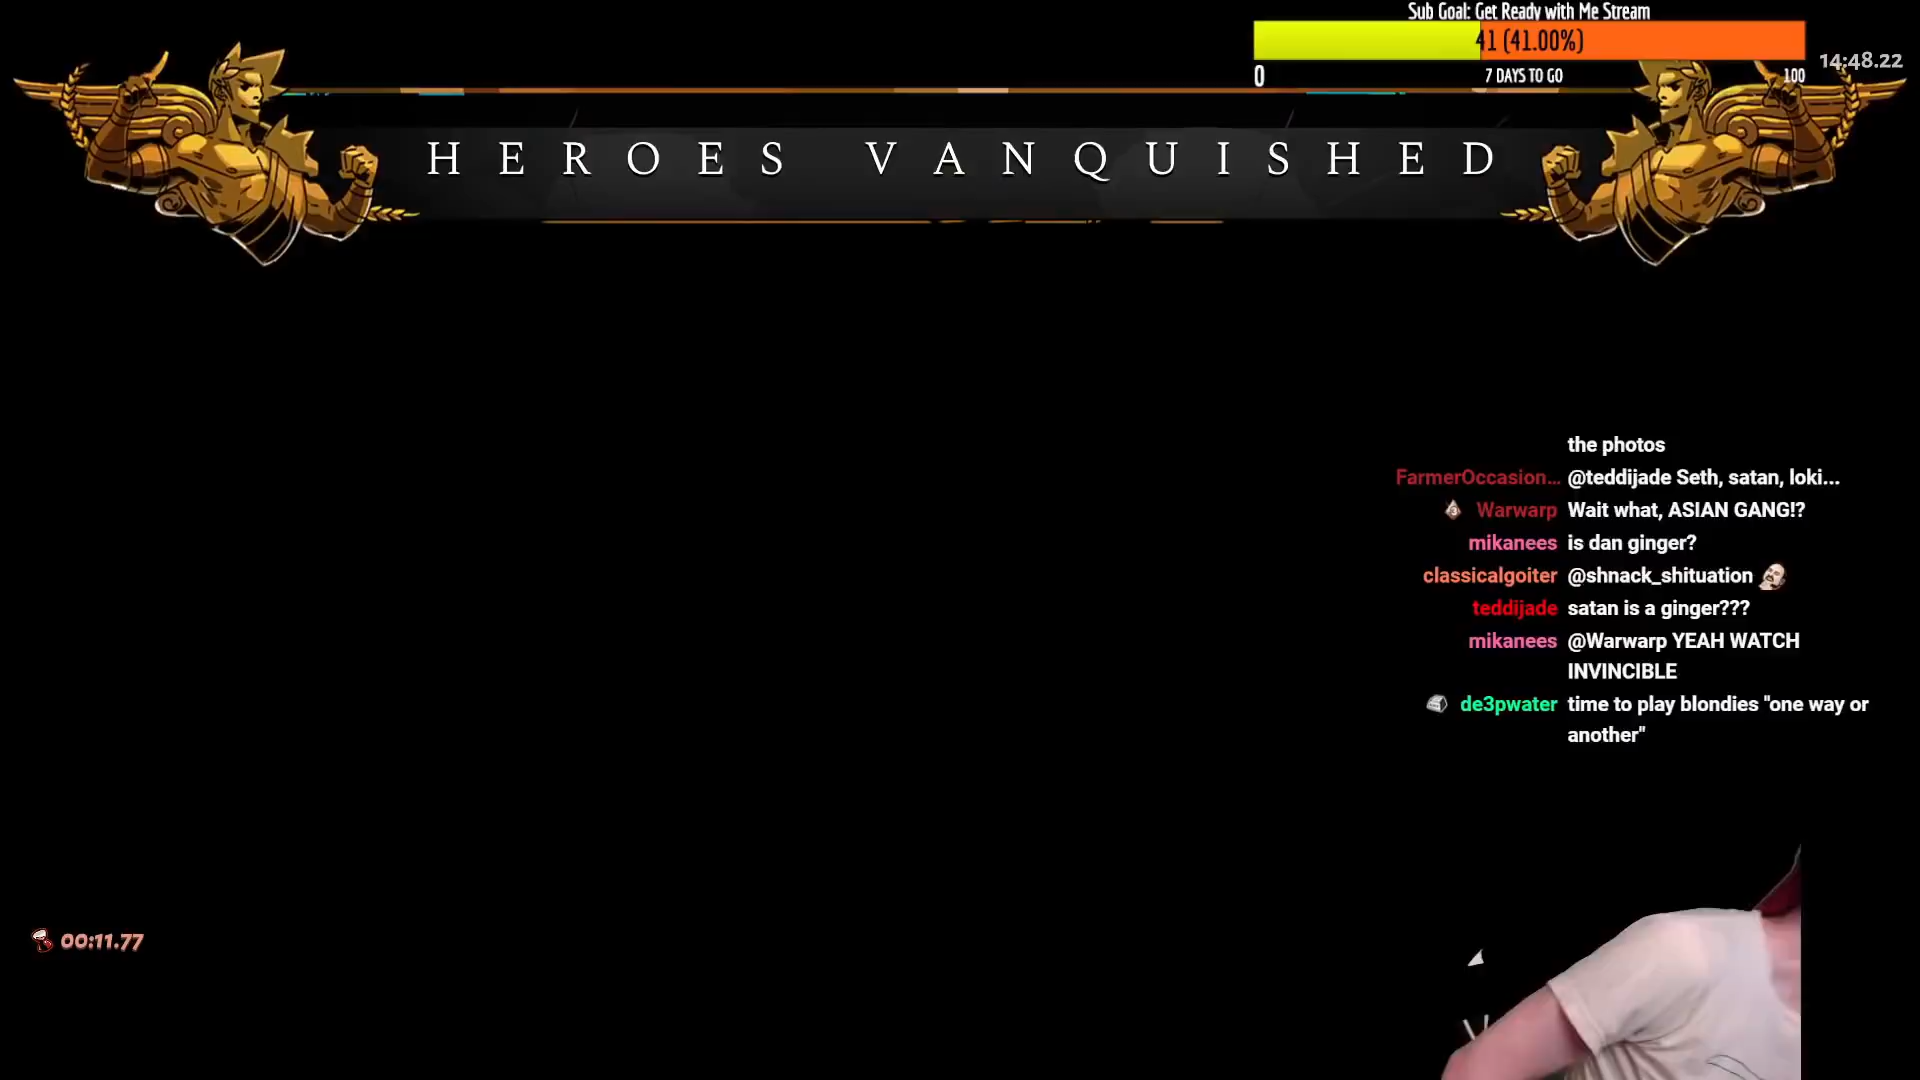 Sub Goal: Get Ready with Me Stream
41 (41.00%)
0
7 DAYS TO GO
100
14:48.22
HEROES VANQUISHED
the photos
FarmerOccasion... @teddijade Seth, satan, loki...
Warwarp Wait what, ASIAN GANG!?
mikanees is dan ginger?
classicalgoiter @shnack_shituation
teddijade satan is a ginger???
mikanees @Warwarp YEAH WATCH
INVINCIBLE
de3pwater time to play blondies "one way or
another"
00:11.77